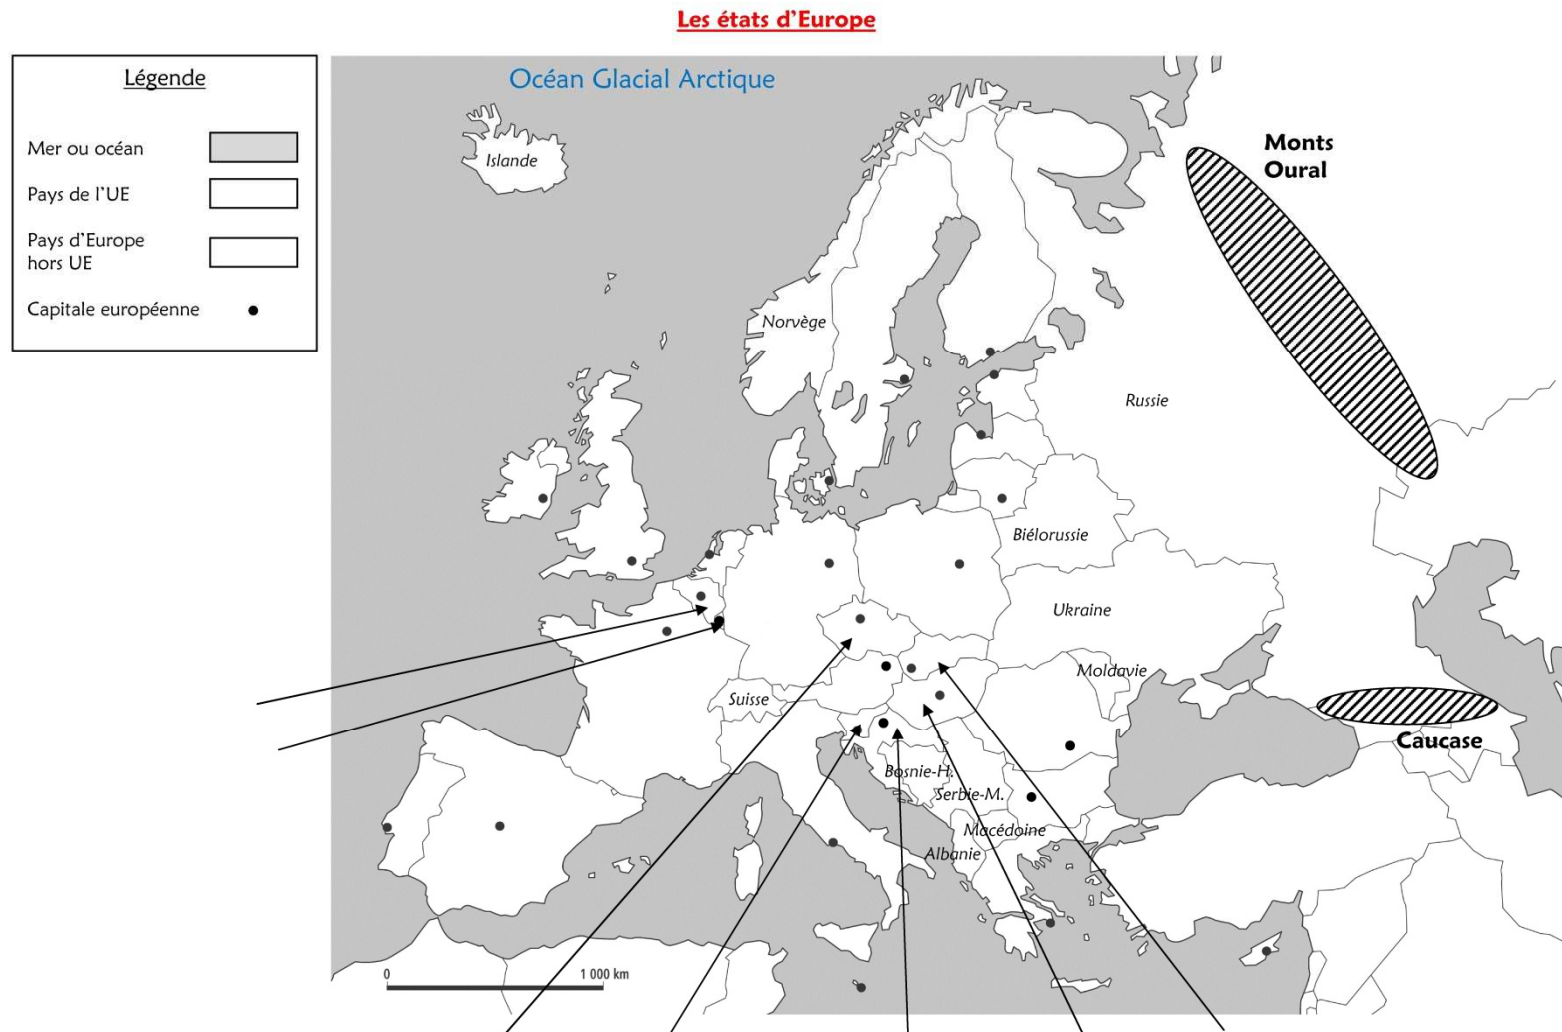 Les états d'Europe
Légende
Mer ou océan
Pays de l'UE
Pays d'Europe
hors UE
Capitale européenne
Océan Glacial Arctique
Islande
Monts
Oural
Norvège
Russie
Biélorussie
Ukraine
Moldavie
Suisse
Caucase
Bosnie-H.
Serbie-M.
Macédoine
Albanie
0
1 000 km